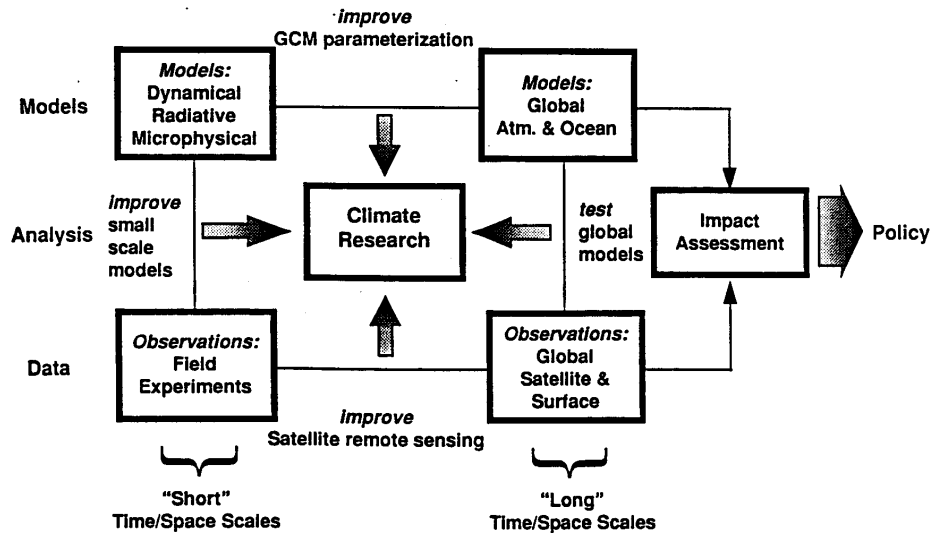 improve
GCM parameterization
Models
Models:
Dynamical
Radiative
Microphysical
Models:
Global
Atm. & Ocean
Analysis
improve
small
scale
models
Climate
Research
test
global
models
Impact
Assessment
Policy
Data
Observations:
Field
Experiments
Observations:
Global
Satellite &
Surface
improve
Satellite remote sensing
"Short"
Time/Space Scales
"Long"
Time/Space Scales